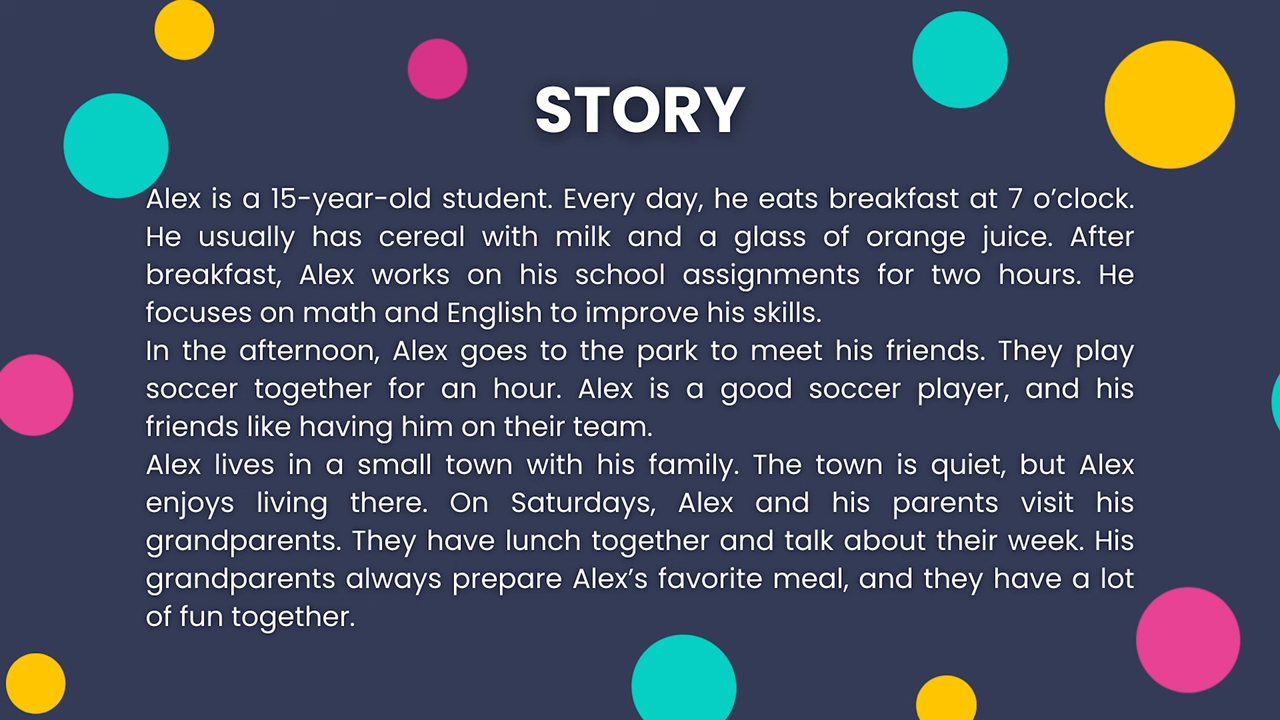 STORY
Alex is a 15-year-old student. Every day, he eats breakfast at 7 o’clock.
He usually has cereal with milk and a glass of orange juice. After
breakfast, Alex works on his school assignments for two hours. He
focuses on math and English to improve his skills.
In the afternoon, Alex goes to the park to meet his friends. They play
soccer together for an hour. Alex is a good soccer player, and his
friends like having him on their team.
Alex lives in a small town with his family. The town is quiet, but Alex
enjoys living there. On Saturdays, Alex and his parents visit his
grandparents. They have lunch together and talk about their week. His
grandparents always prepare Alex’s favorite meal, and they have a lot
of fun together.